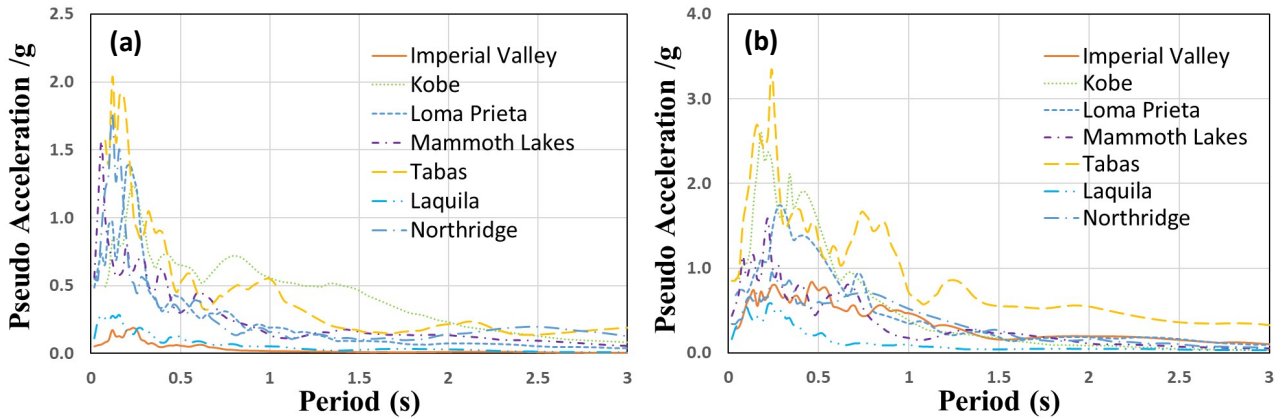 (a)
Pseudo Acceleration /g
2.5
2.0
1.5
1.0
0.5
0.0
Imperial Valley
Kobe
Loma Prieta
Mammoth Lakes
Tabas
Laquila
Northridge
0 0.5 1 1.5 2 2.5 3
Period (s)
(b)
Pseudo Acceleration /g
4.0
3.0
2.0
1.0
0.0
Imperial Valley
Kobe
Loma Prieta
Mammoth Lakes
Tabas
Laquila
Northridge
0 0.5 1 1.5 2 2.5 3
Period (s)